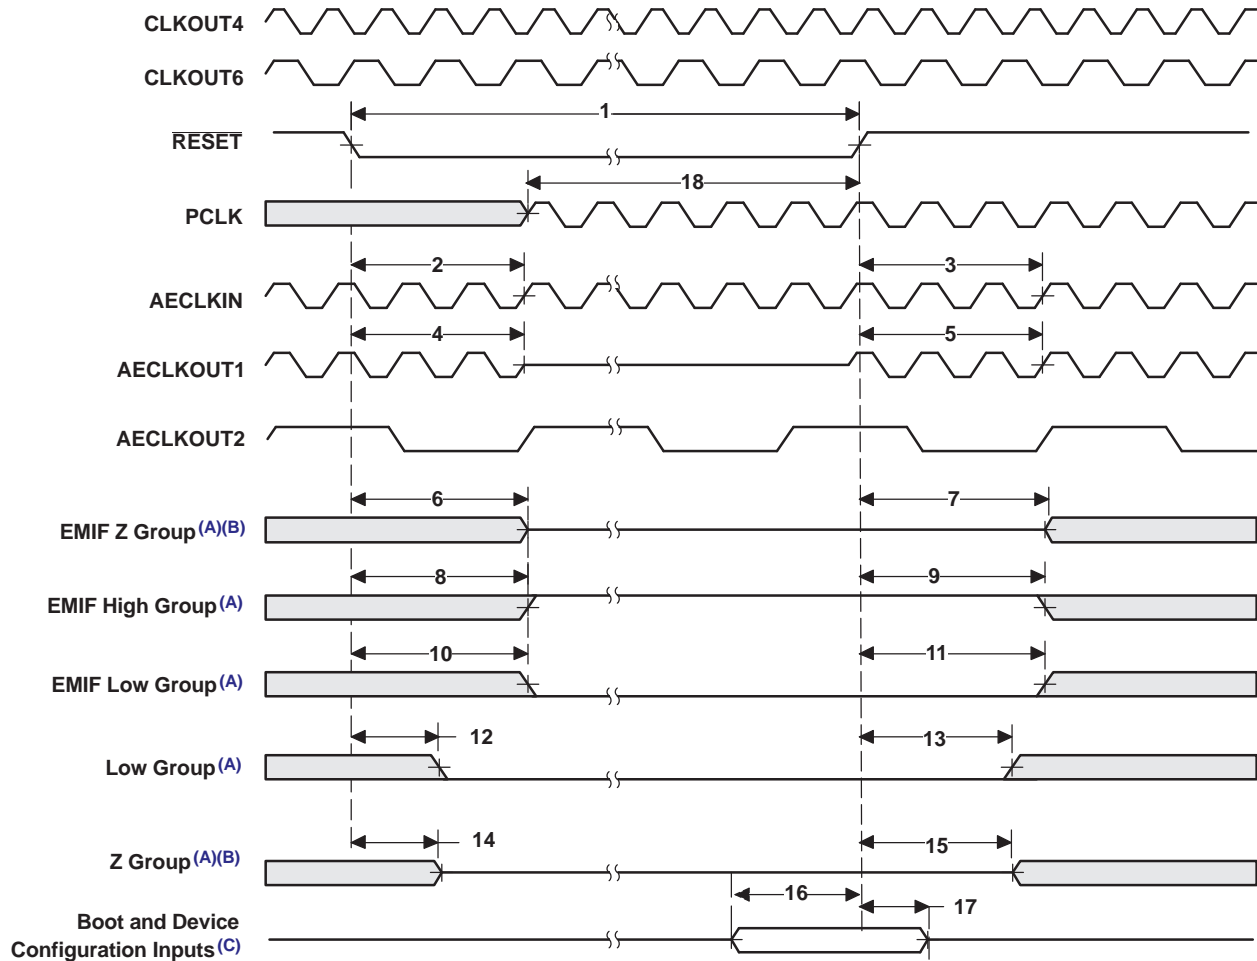 CLKOUT4
CLKOUT6
1
RESET
18
PCLK
2
3
AECLKIN
4
5
AECLKOUT1
AECLKOUT2
6
7
EMIF Z Group (A)(B)
8
9
EMIF High Group (A)
10
11
EMIF Low Group (A)
12
13
Low Group (A)
14
15
Z Group (A)(B)
16
17
Boot and Device
Configuration Inputs (C)